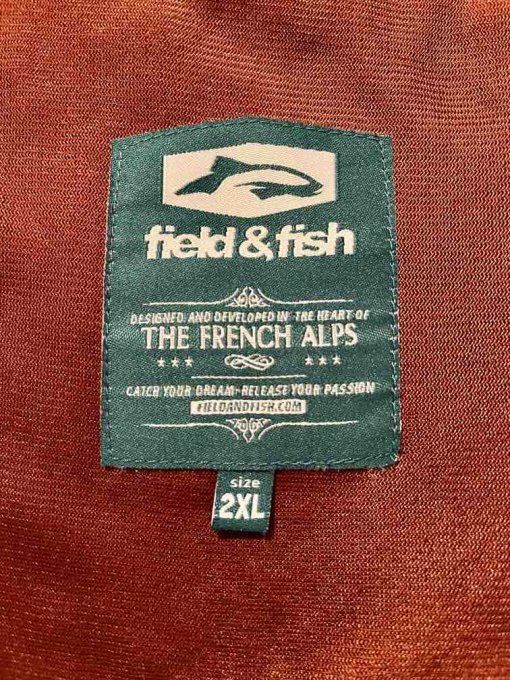 field & fish
DESIGNED AND DEVELOPED IN THE HEART OF
THE FRENCH ALPS
CATCH YOUR DREAM-RELEASE YOUR PASSION
FIELDANDFISH.COM
size
2XL